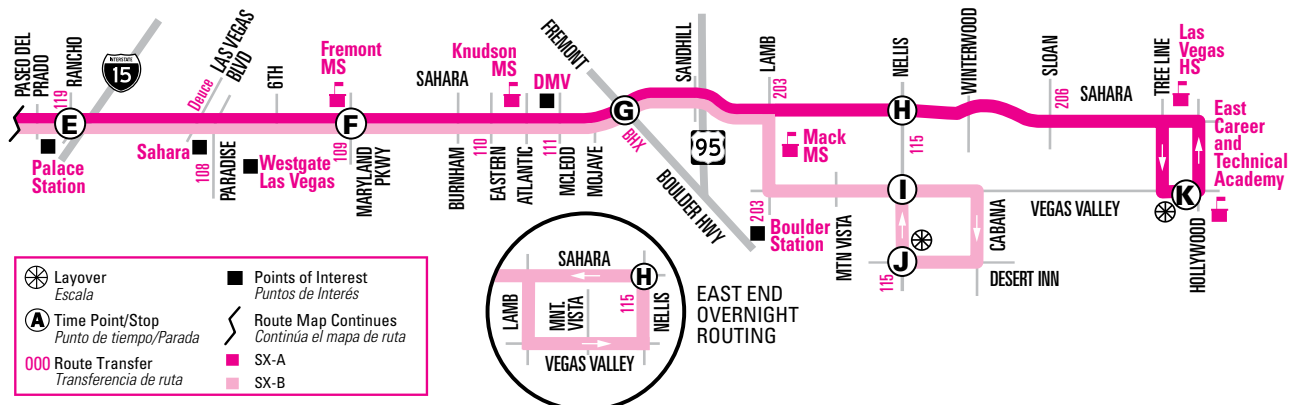 PASEO DEL
PRADO
RANCHO
119
INTERSTATE
15
Deuce
LAS VEGAS
BLVD
6TH
Fremont
MS
SAHARA
Knudson
MS
DMV
FREMONT
SANDHILL
LAMB
203
NELLIS
WINTERWOOD
SLOAN
206
SAHARA
TREE LINE
Las
Vegas
HS
E
F
G
H
Palace
Station
Sahara
108
PARADISE
Westgate
Las Vegas
109
MARYLAND
PKWY
BURNHAM
110
EASTERN
ATLANTIC
111
MCLEOD
MOJAVE
BHX
BOULDER HWY
95
Mack
MS
115
East
Career
and
Technical
Academy
203
Boulder
Station
MTN VISTA
I
VEGAS VALLEY
K
HOLLYWOOD
CABANA
J
115
DESERT INN
Layover
Escala
A
Time Point/Stop
Punto de tiempo/Parada
000 Route Transfer
Transferencia de ruta
Points of Interest
Puntos de Interés
Route Map Continues
Continúa el mapa de ruta
SX-A
SX-B
SAHARA
H
LAMB
MNT.
VISTA
115
NELLIS
VEGAS VALLEY
EAST END
OVERNIGHT
ROUTING